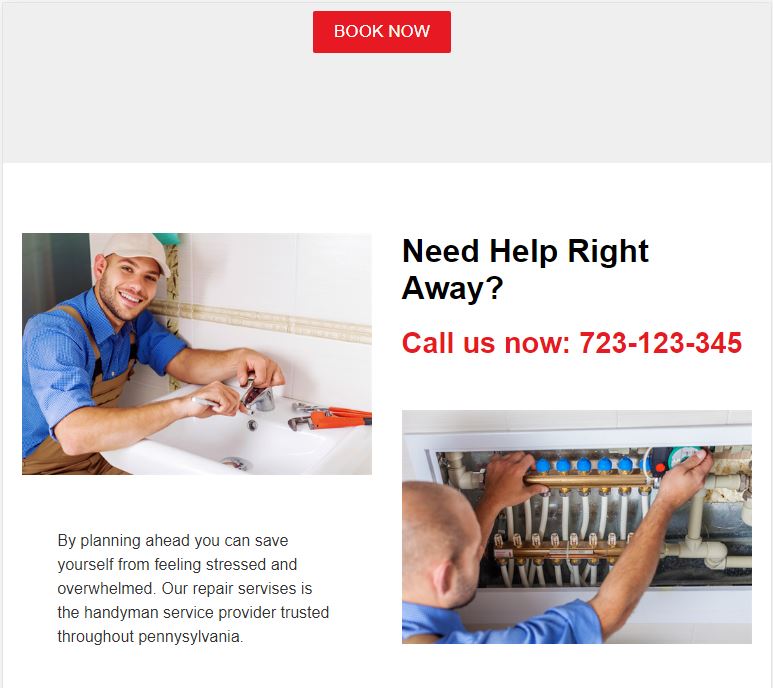 BOOK NOW
Need Help Right
Away?
Call us now: 723-123-345
By planning ahead you can save
yourself from feeling stressed and
overwhelmed. Our repair servises is
the handyman service provider trusted
throughout pennysylvania.